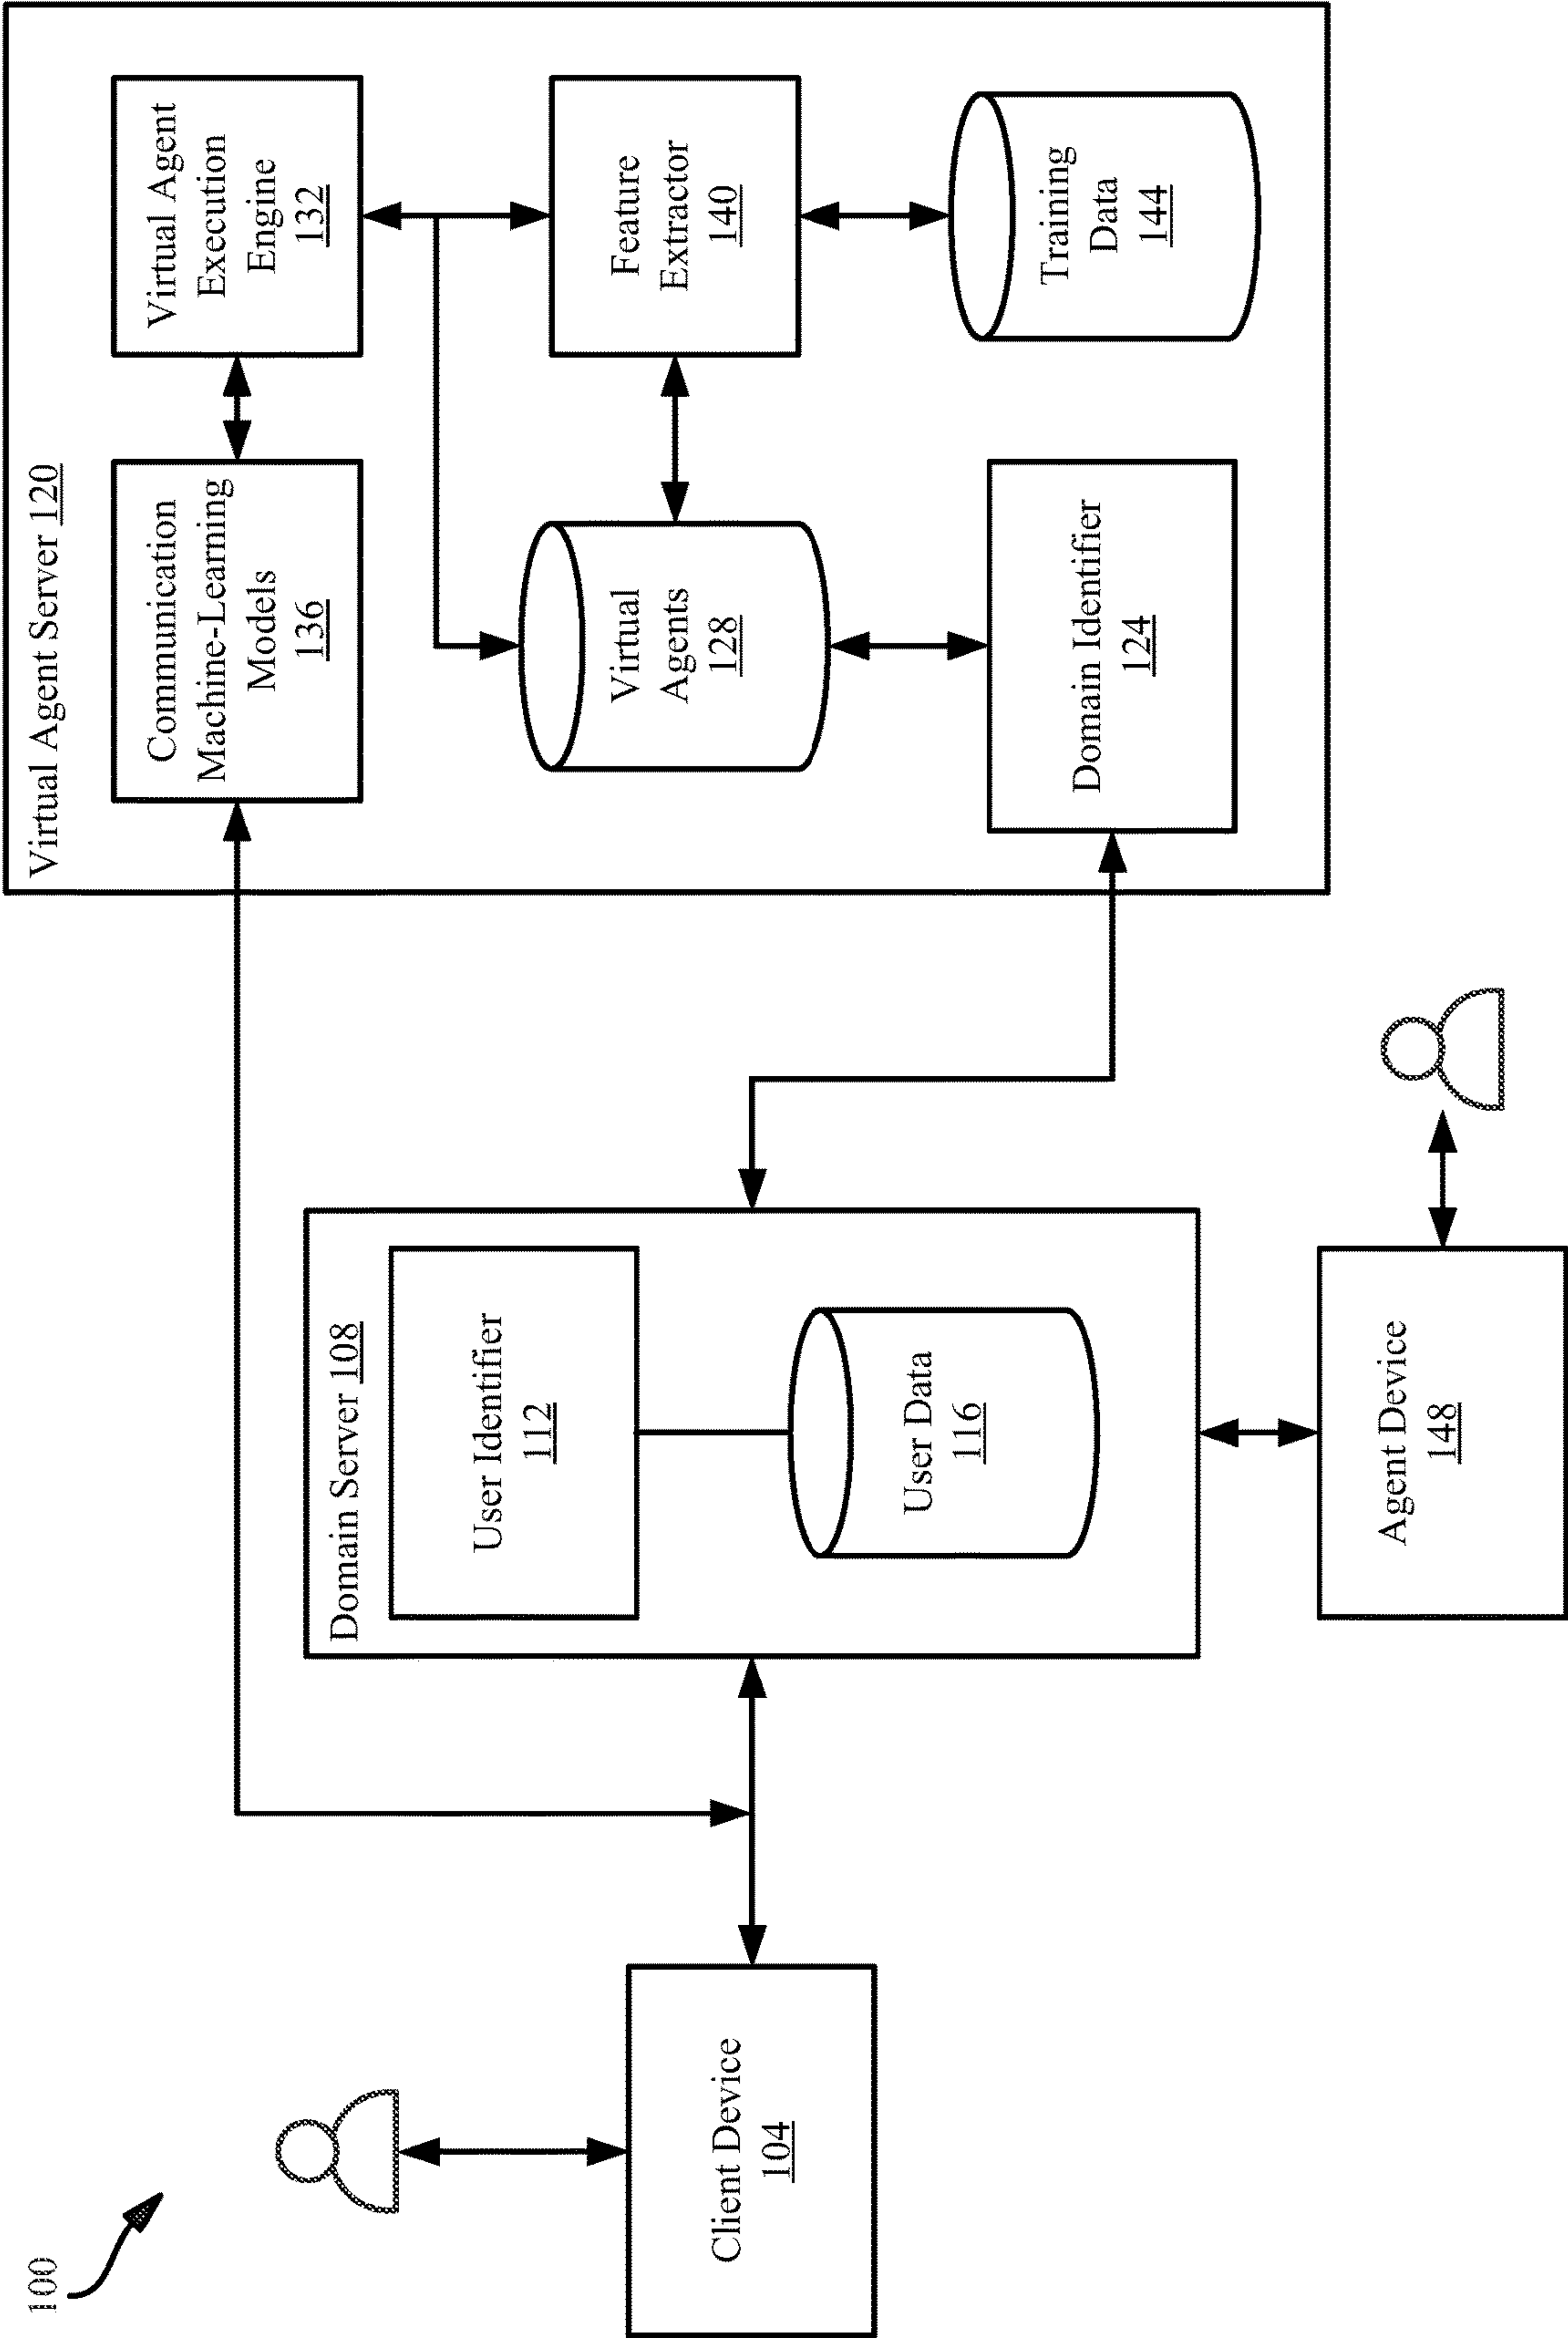 100
Client Device
104
Domain Server 108
User Identifier
112
User Data
116
Agent Device
148
Virtual Agent Server 120
Communication
Machine-Learning
Models
136
Virtual Agent
Execution
Engine
132
Virtual
Agents
128
Feature
Extractor
140
Domain Identifier
124
Training
Data
144